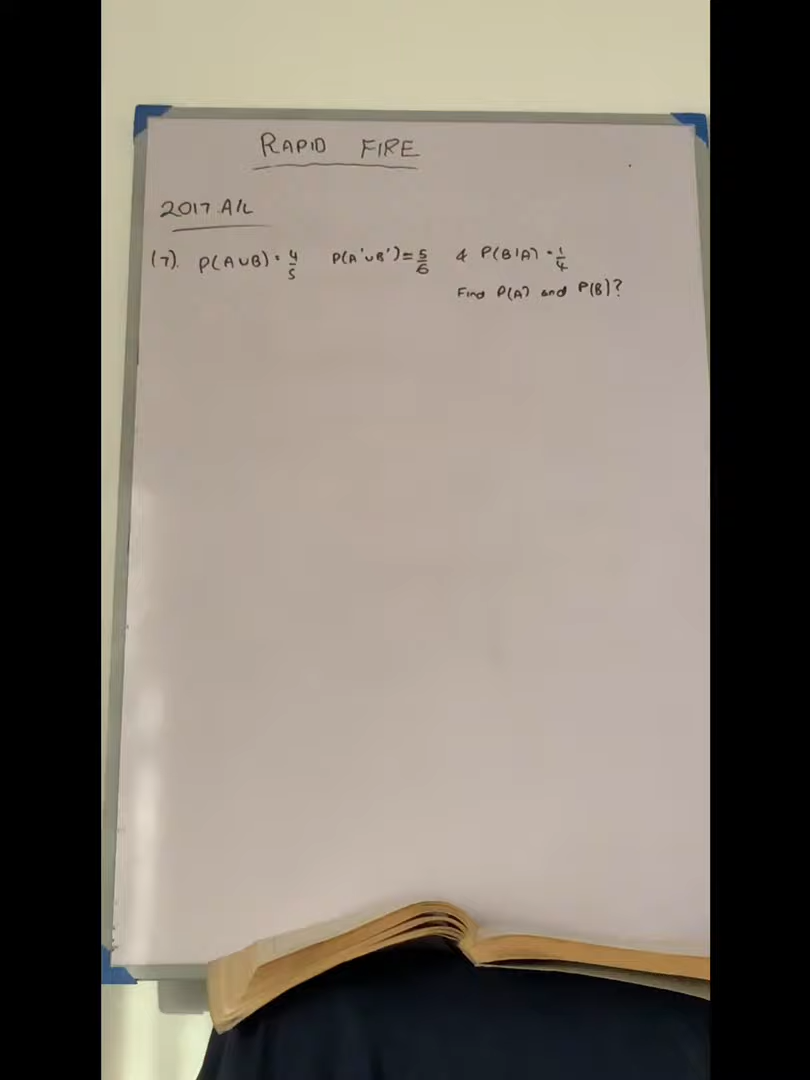 RAPID FIRE
2017 A/L
(7). P(A∪B) = 4/5 P(A'∪B') = 5/6 & P(B|A) = 1/4
Find P(A) and P(B)?